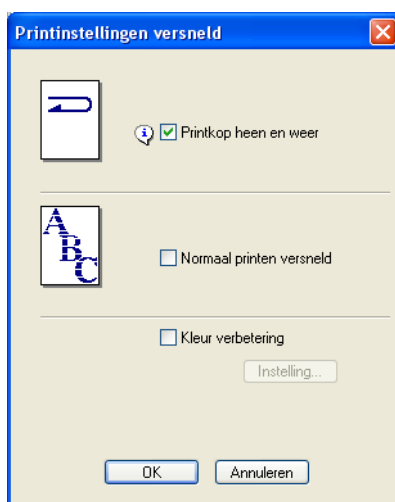 Printinstellingen versneld
Printkop heen en weer
A
B
C
Normaal printen versneld
Kleur verbetering
Instelling...
OK
Annuleren